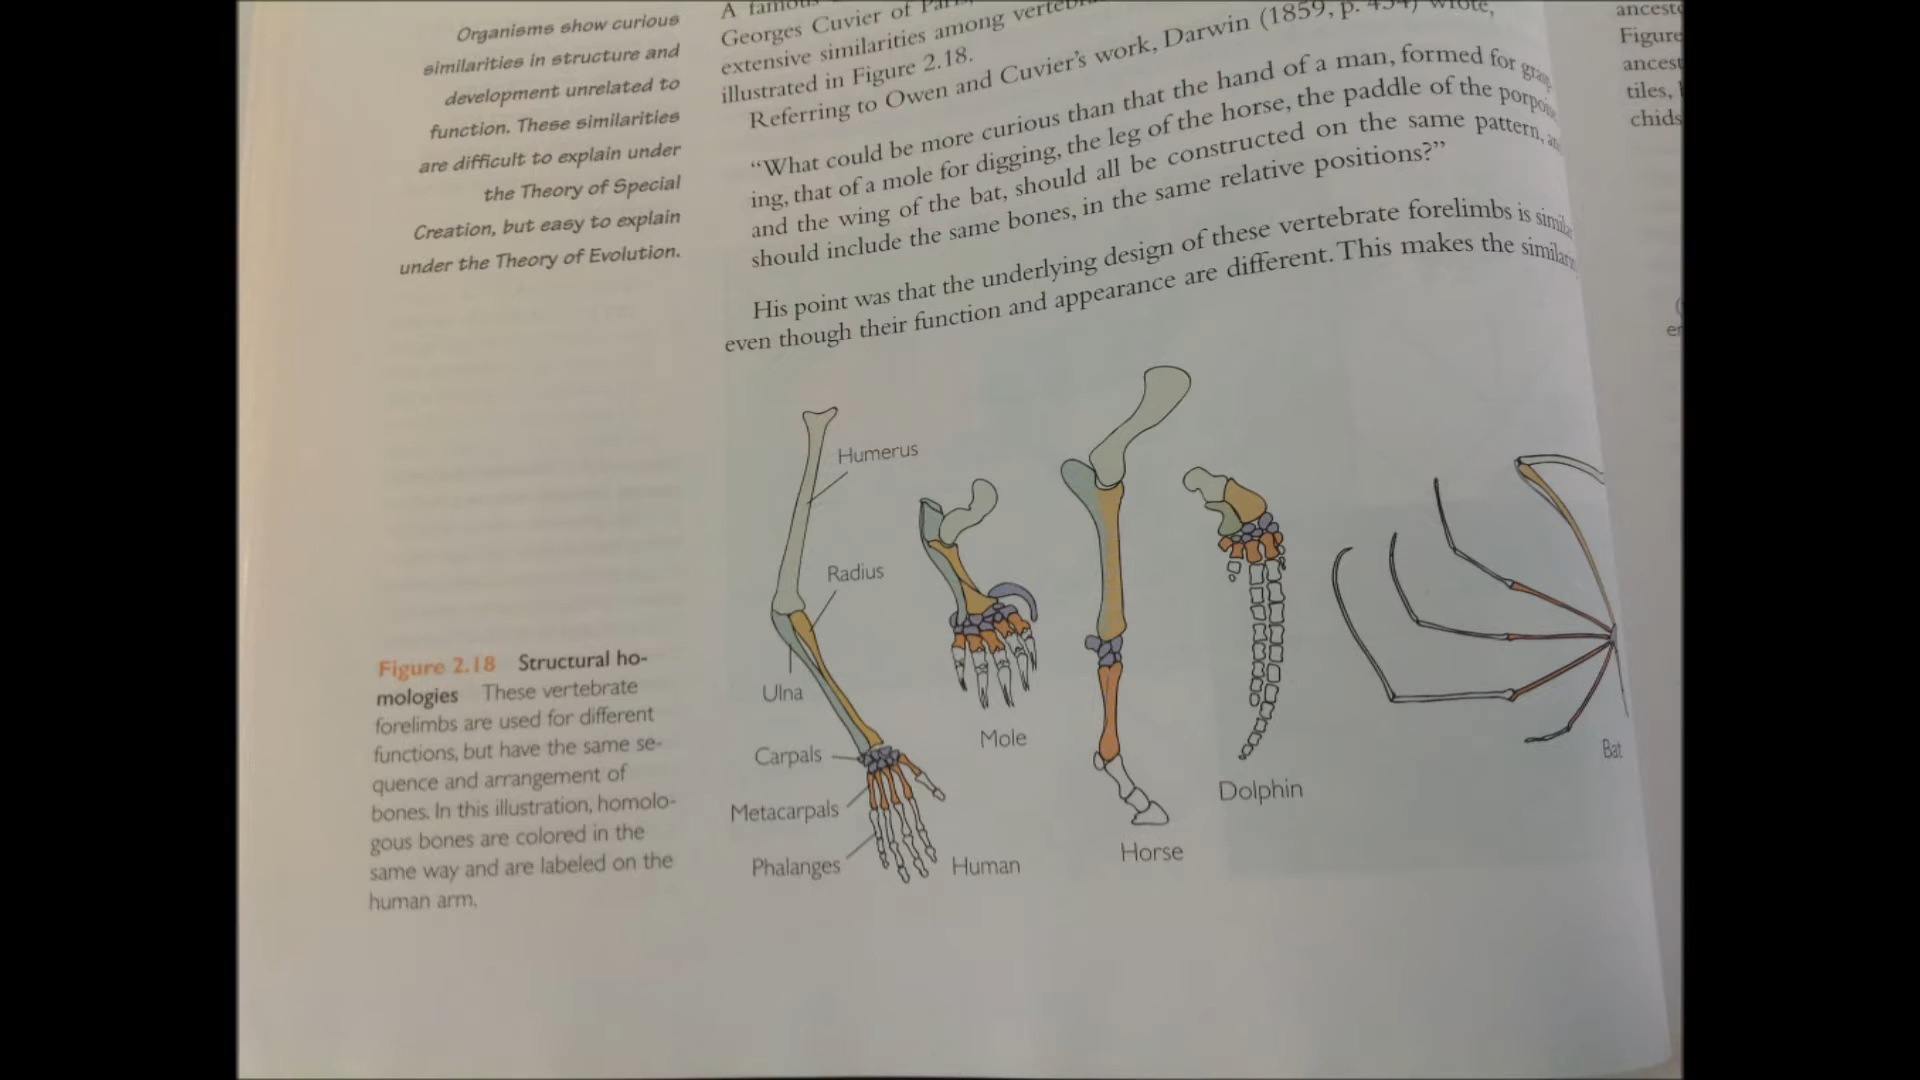 Organisms show curious
similarities in structure and
development unrelated to
function. These similarities
are difficult to explain under
the Theory of Special
Creation, but easy to explain
under the Theory of Evolution.
A famous
Georges Cuvier of Paris,
extensive similarities among
illustrated in Figure 2.18.
Referring to Owen and Cuvier's work, Darwin (1859, p. 434) wrote,
“What could be more curious than that the hand of a man, formed for
ing, that of a mole for digging, the leg of the horse, the paddle of the
and the wing of the bat, should all be constructed on the same pattern,
should include the same bones, in the same relative positions?”
His point was that the underlying design of these vertebrate forelimbs is
even though their function and appearance are different. This makes the
Humerus
Radius
Ulna
Carpals
Metacarpals
Phalanges
Human
Mole
Horse
Dolphin
Bat
Figure 2.18 Structural ho-
mologies These vertebrate
forelimbs are used for different
functions, but have the same se-
quence and arrangement of
bones. In this illustration, homolo-
gous bones are colored in the
same way and are labeled on the
human arm.
Figure
tiles,
chids